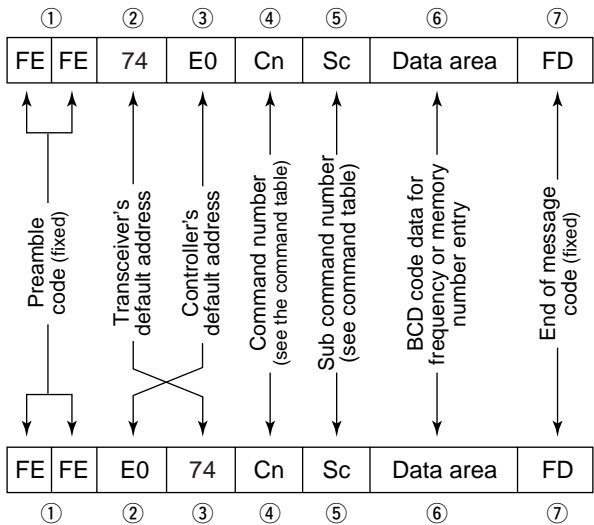 ① ② ③ ④ ⑤ ⑥ ⑦
FE FE 74 E0 Cn Sc Data area FD
Preamble
code (fixed)
Transceiver's
default address
Controller's
default address
Command number
(see the command table)
Sub command number
(see command table)
BCD code data for
frequency or memory
number entry
End of message
code (fixed)
FE FE E0 74 Cn Sc Data area FD
① ② ③ ④ ⑤ ⑥ ⑦